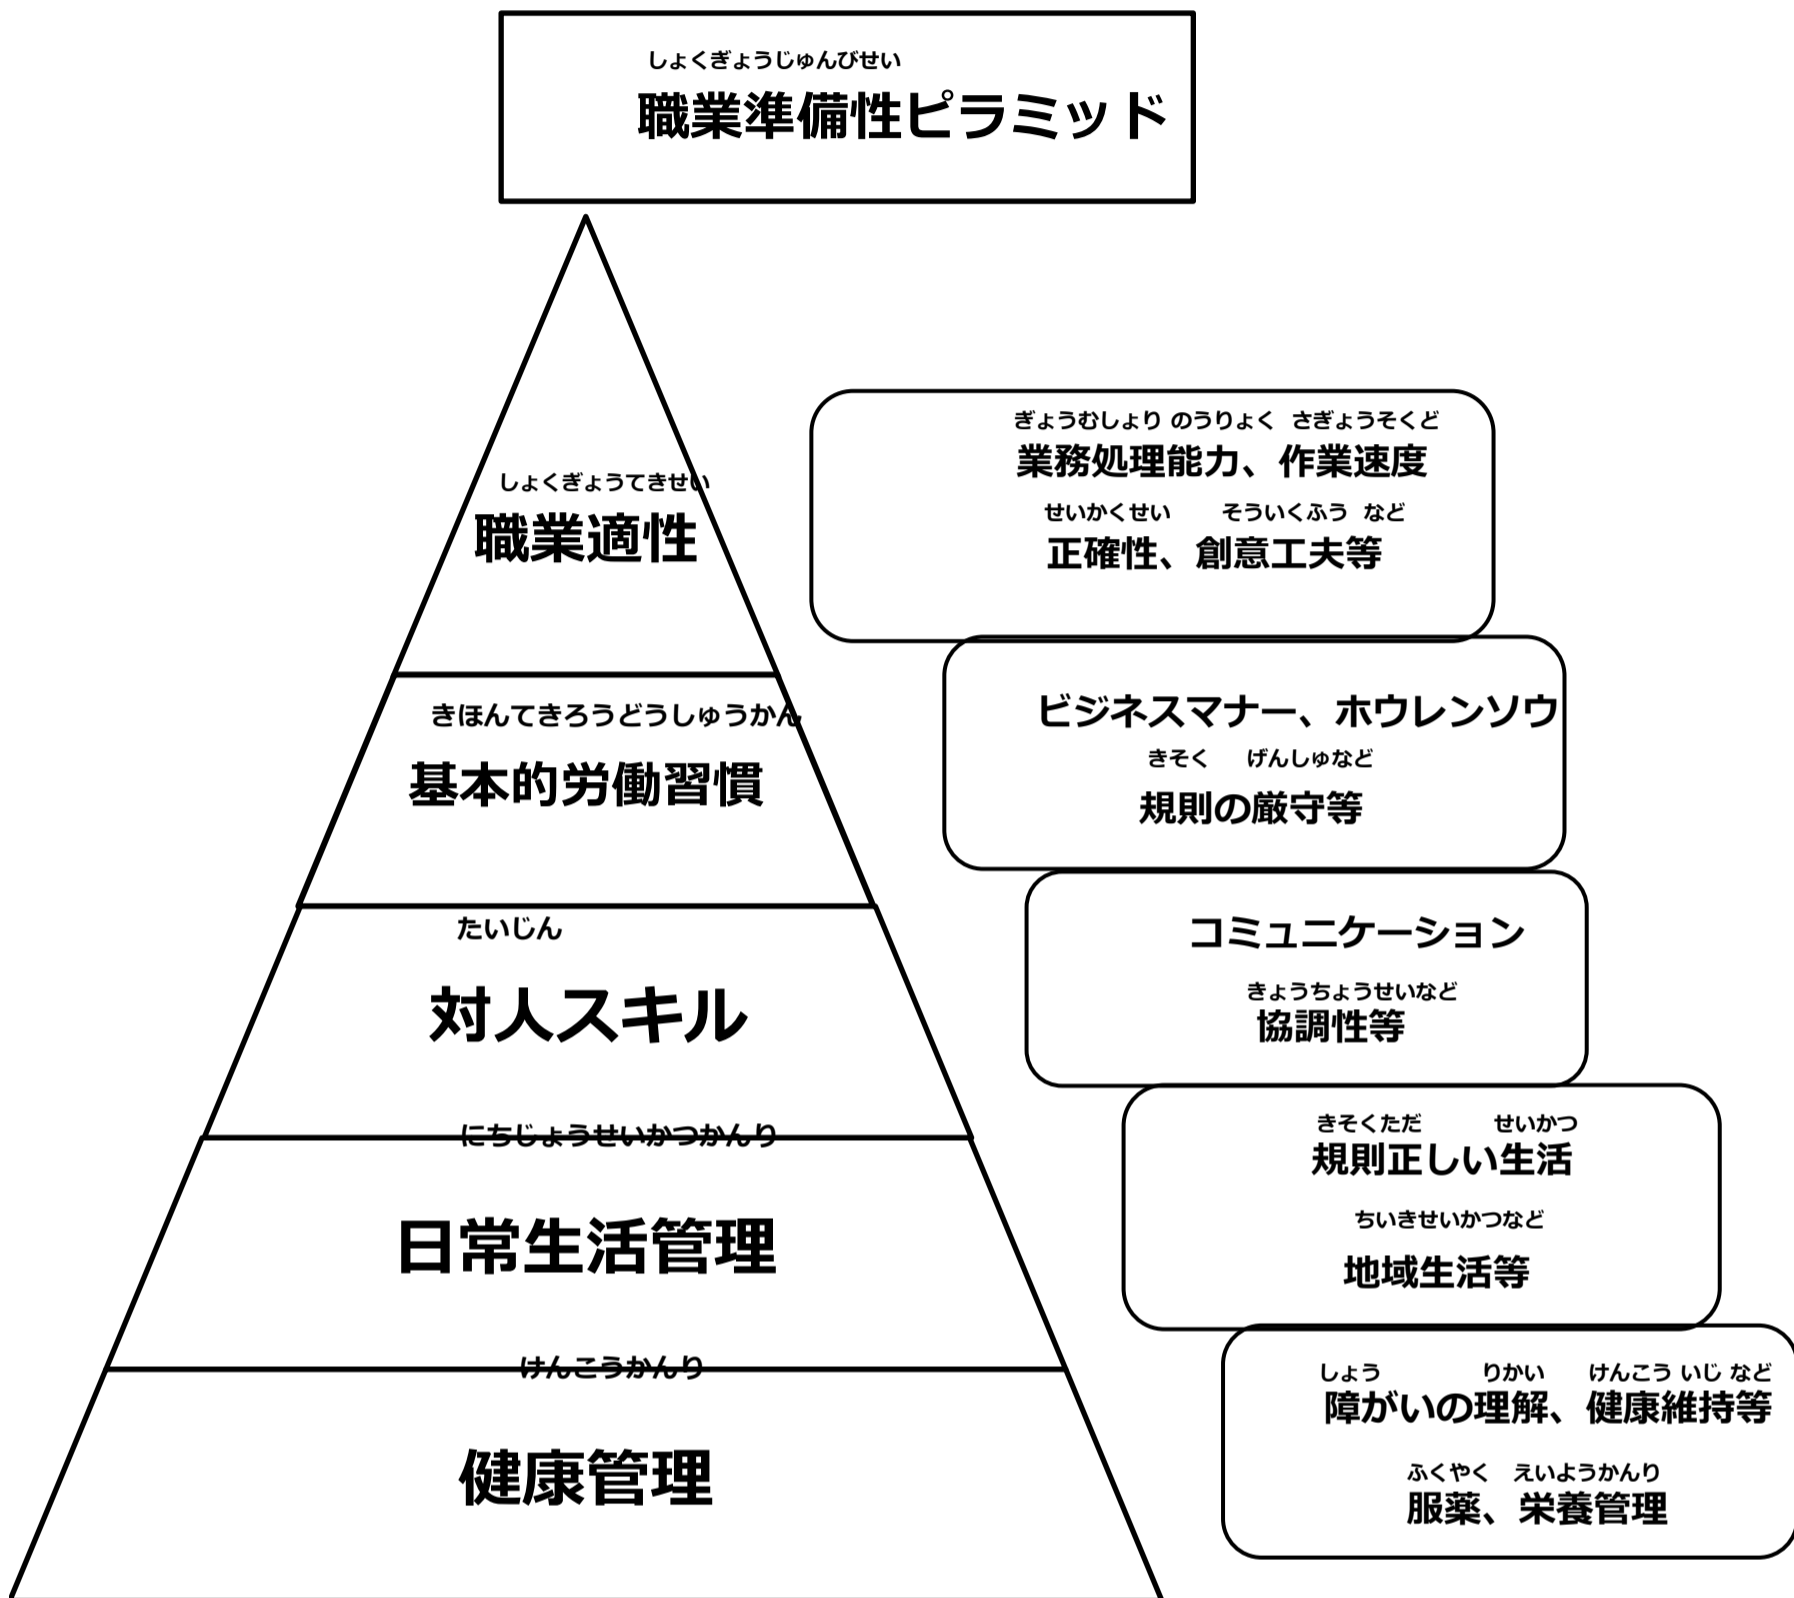 しょくぎょうじゅんびせい
職業準備性ピラミッド
しょくぎょうてきせい
職業適性
ぎょうむしょり のうりょく さぎょうそくど
業務処理能力、作業速度
せいかくせい そういくふう など
正確性、創意工夫等
きほんてきろうどうしゅうかん
基本的労働習慣
ビジネスマナー、ホウレンソウ
きそく げんしゅなど
規則の厳守等
たいじん
対人スキル
コミュニケーション
きょうちょうせいなど
協調性等
にちじょうせいかつかんり
日常生活管理
きそくただ せいかつ
規則正しい生活
ちいきせいかつなど
地域生活等
けんこうかんり
健康管理
しょう りかい けんこう いじ など
障がいの理解、健康維持等
ふくやく えいようかんり
服薬、栄養管理